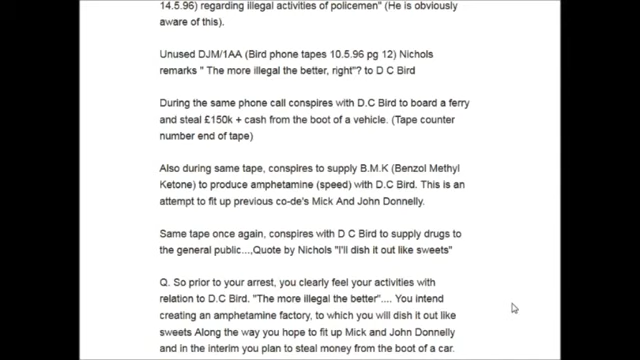 14.5.96) regarding illegal activities of policemen" (He is obviously
aware of this).
Unused DJM/1AA (Bird phone tapes 10.5.96 pg 12) Nichols
remarks " The more illegal the better, right"? to D C Bird
During the same phone call conspires with D.C Bird to board a ferry
and steal £150k + cash from the boot of a vehicle. (Tape counter
number end of tape)
Also during same tape, conspires to supply B.M.K (Benzol Methyl
Ketone) to produce amphetamine (speed) with D.C Bird. This is an
attempt to fit up previous co-de's Mick And John Donnelly.
Same tape once again, conspires with D C Bird to supply drugs to
the general public...,Quote by Nichols "I'll dish it out like sweets"
Q. So prior to your arrest, you clearly feel your activities with
relation to D.C Bird. "The more illegal the better".... You intend
creating an amphetamine factory, to which you will dish it out like
sweets Along the way you hope to fit up Mick and John Donnelly
and in the interim you plan to steal money from the boot of a car.